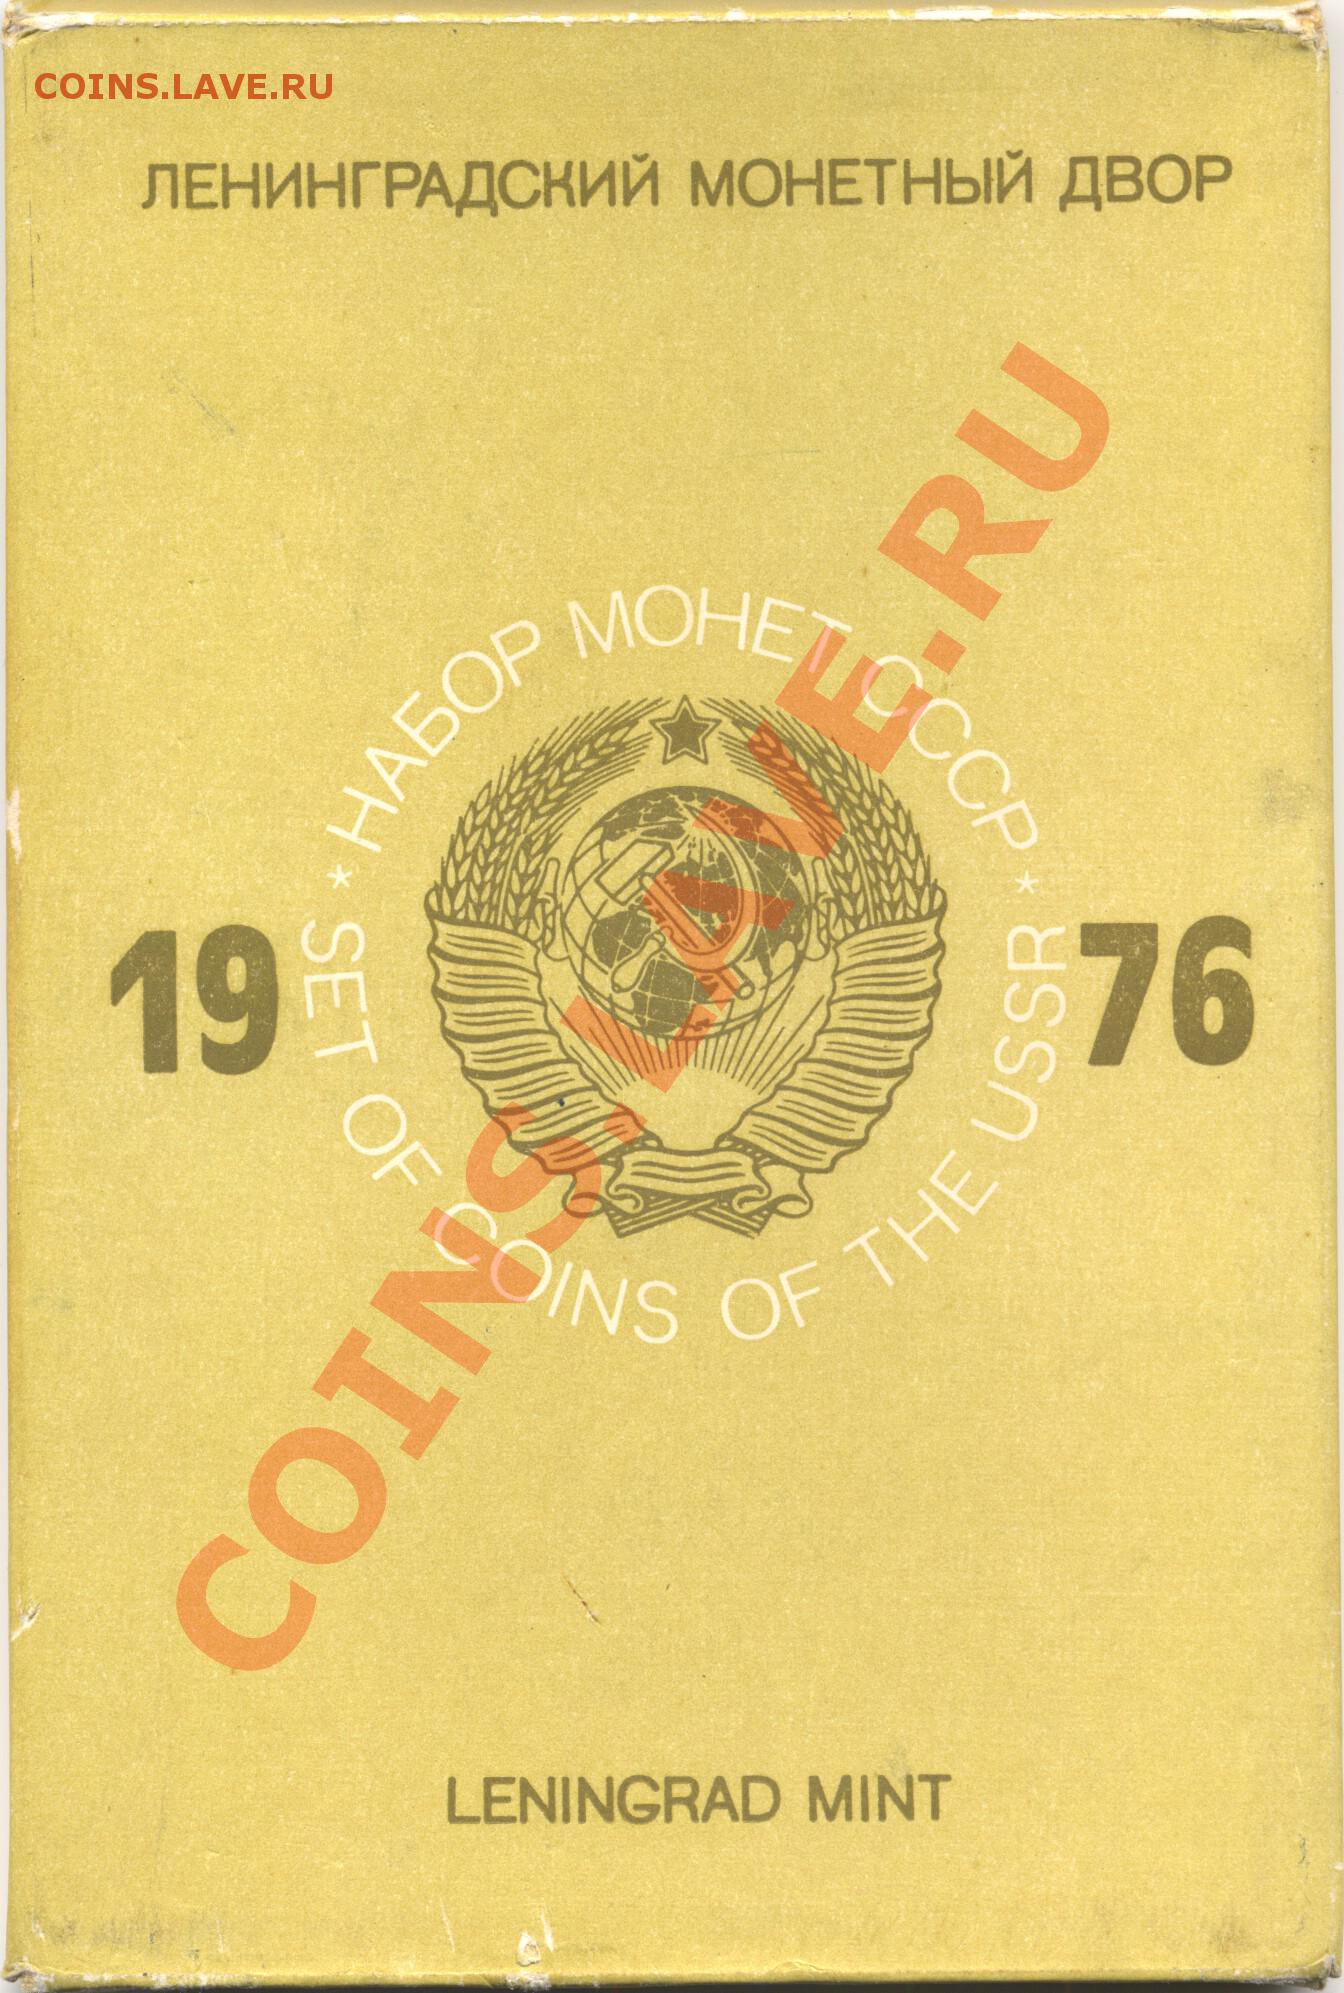 COINS.LAVE.RU
ЛЕНИНГРАДСКИЙ МОНЕТНЫЙ ДВОР
* НАБОР МОНЕТ СССР *
19 76
SET OF COINS OF THE USSR
COINS.LAVE.RU
LENINGRAD MINT